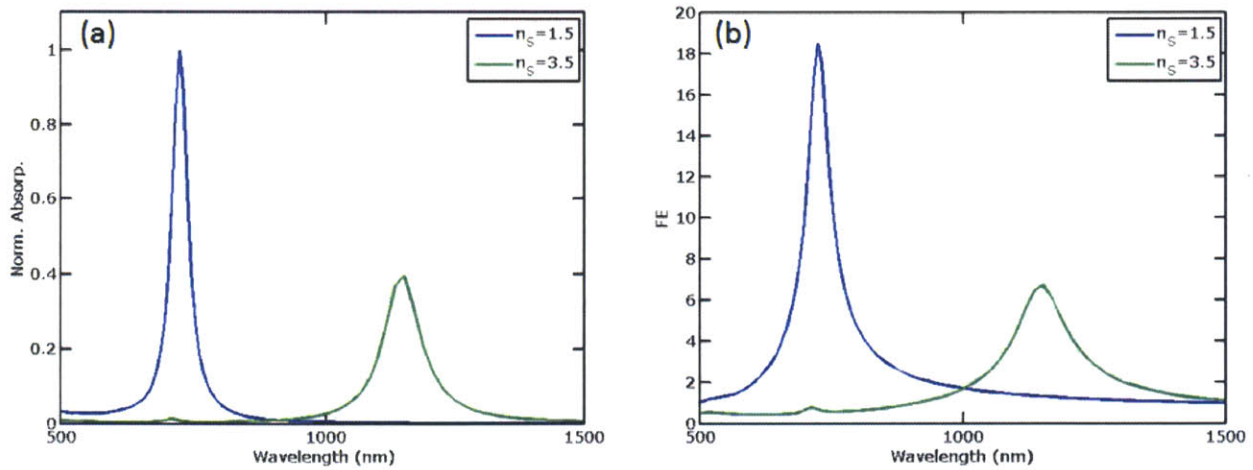 (a)
n_S=1.5
n_S=3.5
1
0.8
0.6
0.4
0.2
0
500
1000
1500
Norm. Absorp.
Wavelength (nm)
(b)
n_S=1.5
n_S=3.5
20
18
16
14
12
10
8
6
4
2
0
500
1000
1500
FE
Wavelength (nm)